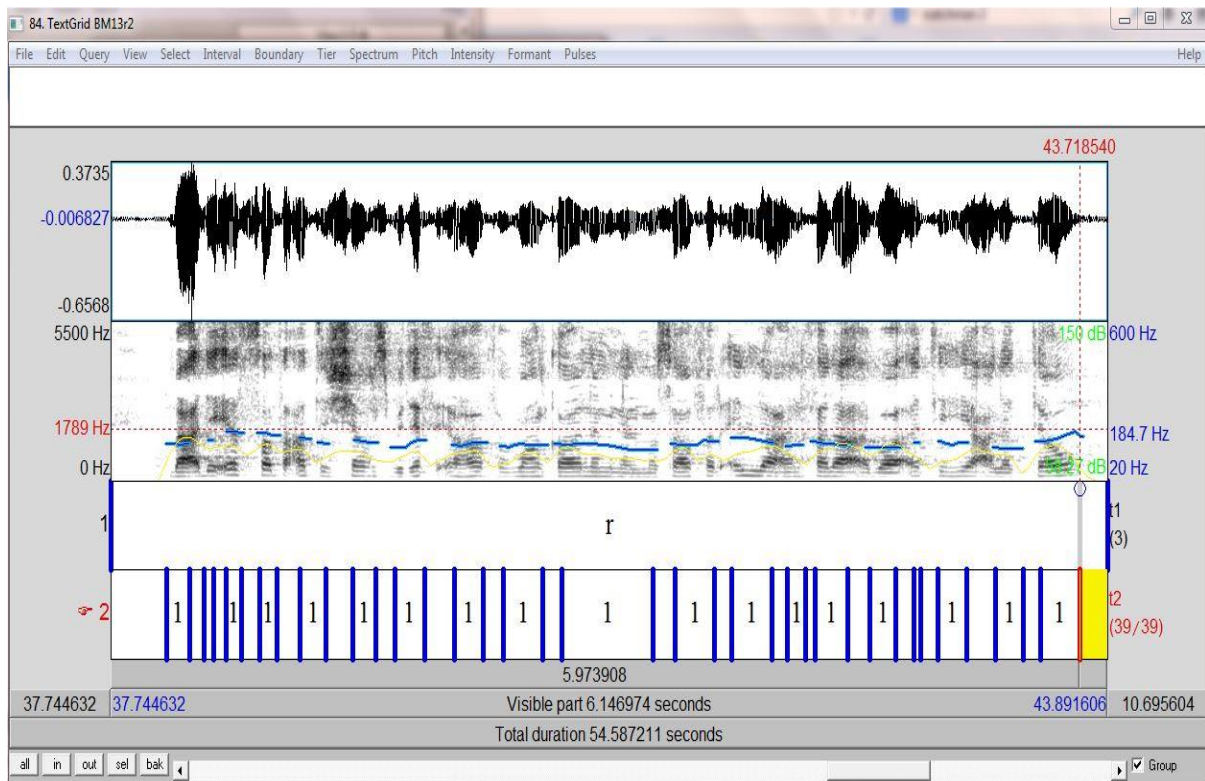 84. TextGrid BM13r2
File Edit Query View Select Interval Boundary Tier Spectrum Pitch Intensity Formant Pulses Help
43.718540
0.3735
-0.006827
-0.6568
5500 Hz 150 dB 600 Hz
1789 Hz 184.7 Hz
0 Hz dB 20 Hz
1 r t1
(3)
2 1 1 1 1 1 1 1 1 1 1 1 1 1 1 1 1 1 t2
(39/39)
5.973908
37.744632 37.744632 Visible part 6.146974 seconds 43.891606 10.695604
Total duration 54.587211 seconds
all in out sel bak Group